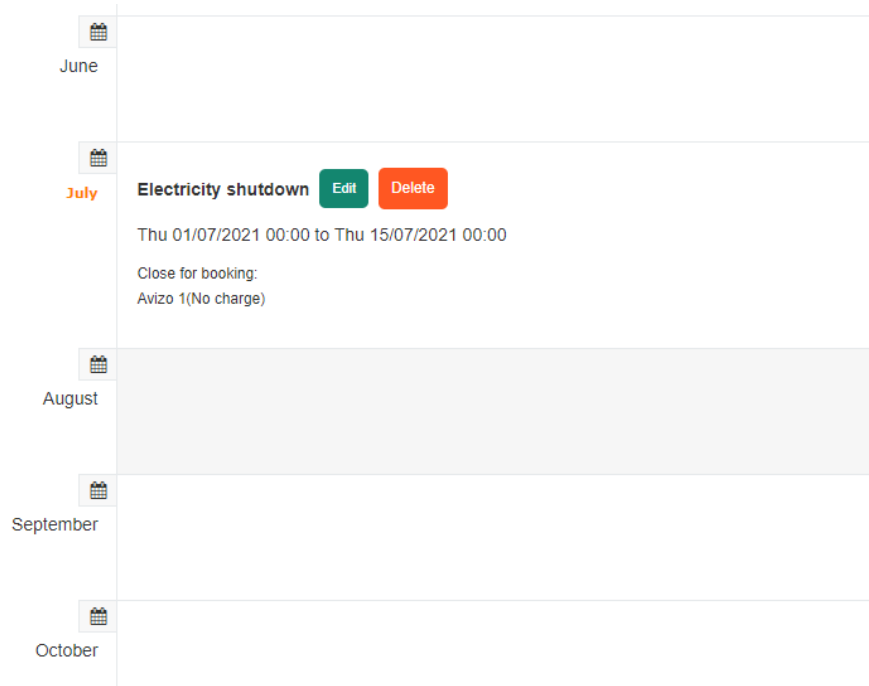 June
July
Electricity shutdown Edit Delete
Thu 01/07/2021 00:00 to Thu 15/07/2021 00:00
Close for booking:
Avizo 1(No charge)
August
September
October